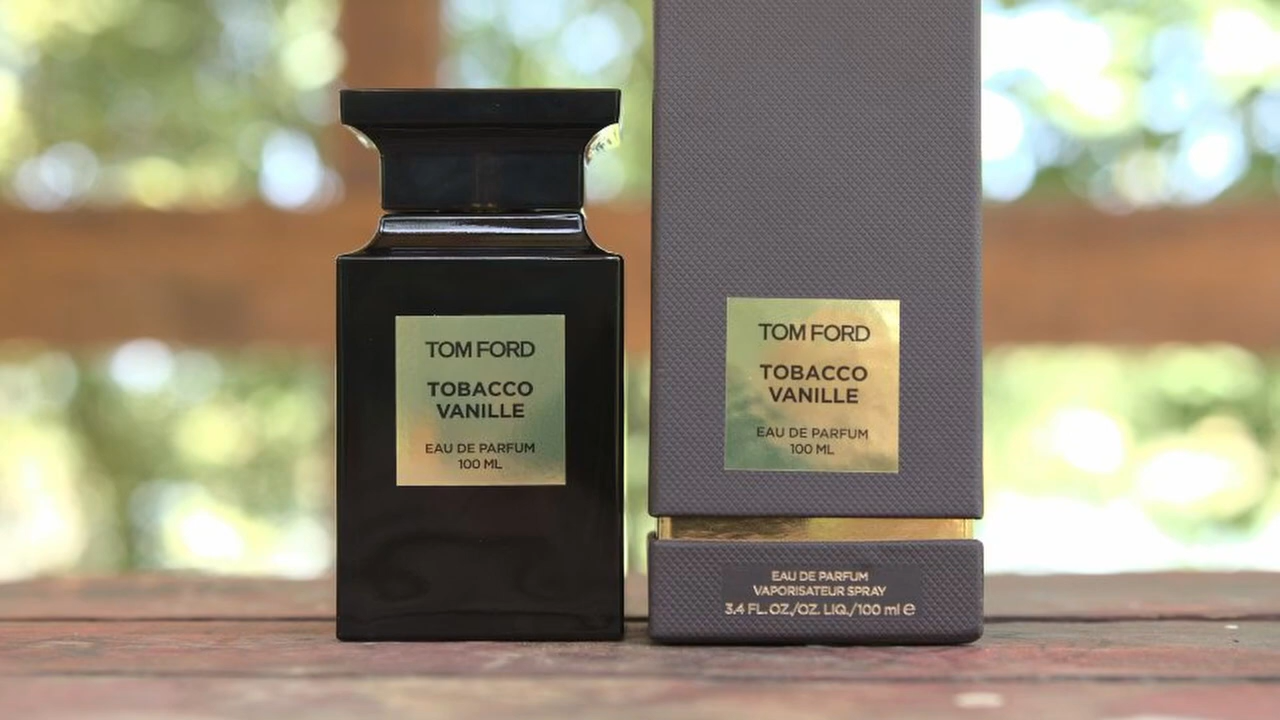 TOM FORD
TOBACCO
VANILLE
EAU DE PARFUM
100 ML
TOM FORD
TOBACCO
VANILLE
EAU DE PARFUM
100 ML
EAU DE PARFUM
VAPORISATEUR SPRAY
3.4 FL. OZ./OZ. LIQ./100 ml ℮